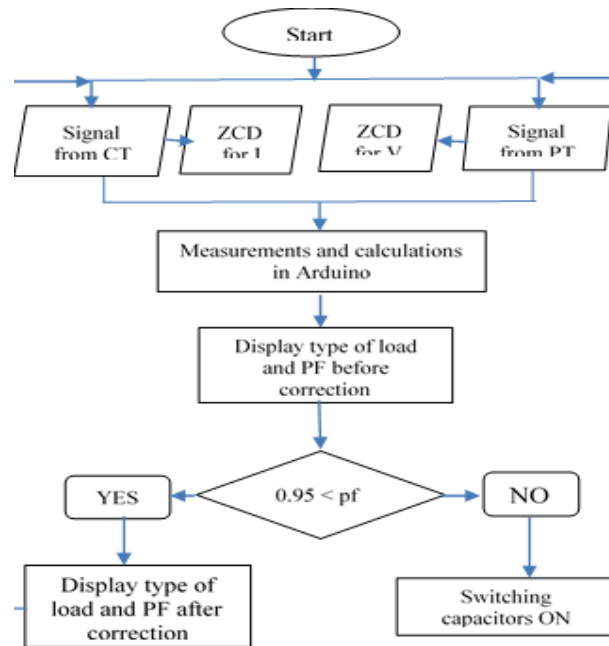 Start
Signal
from CT
ZCD
for I
ZCD
for V
Signal
from PT
Measurements and calculations
in Arduino
Display type of load
and PF before
correction
YES
0.95 < pf
NO
Display type of
load and PF after
correction
Switching
capacitors ON